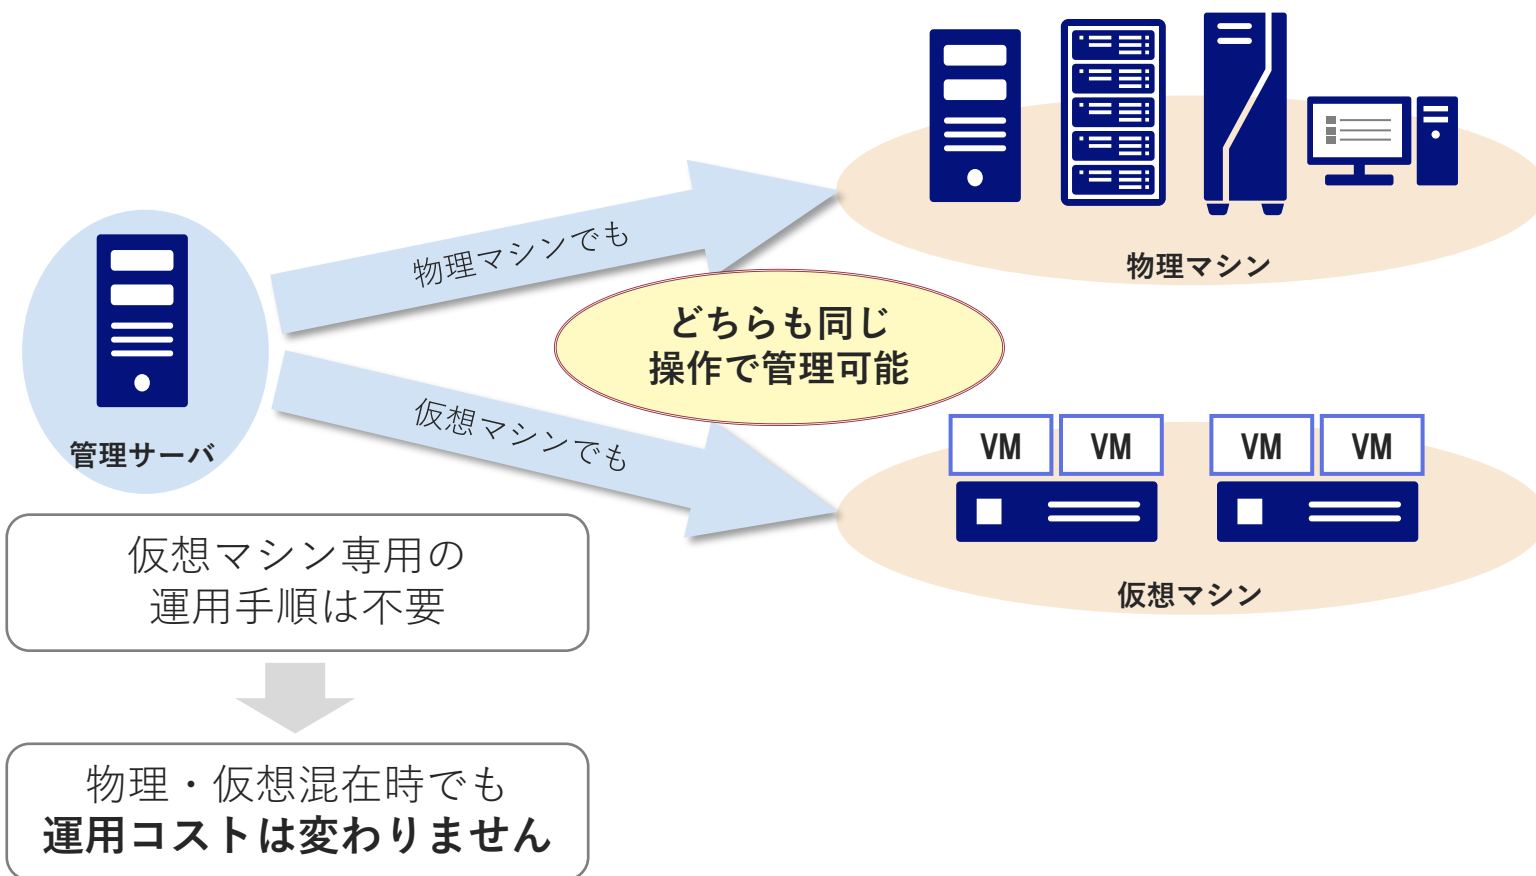 物理マシンでも
物理マシン
どちらも同じ
操作で管理可能
管理サーバ
仮想マシンでも
VM VM VM VM
仮想マシン
仮想マシン専用の
運用手順は不要
物理・仮想混在時でも
運用コストは変わりません